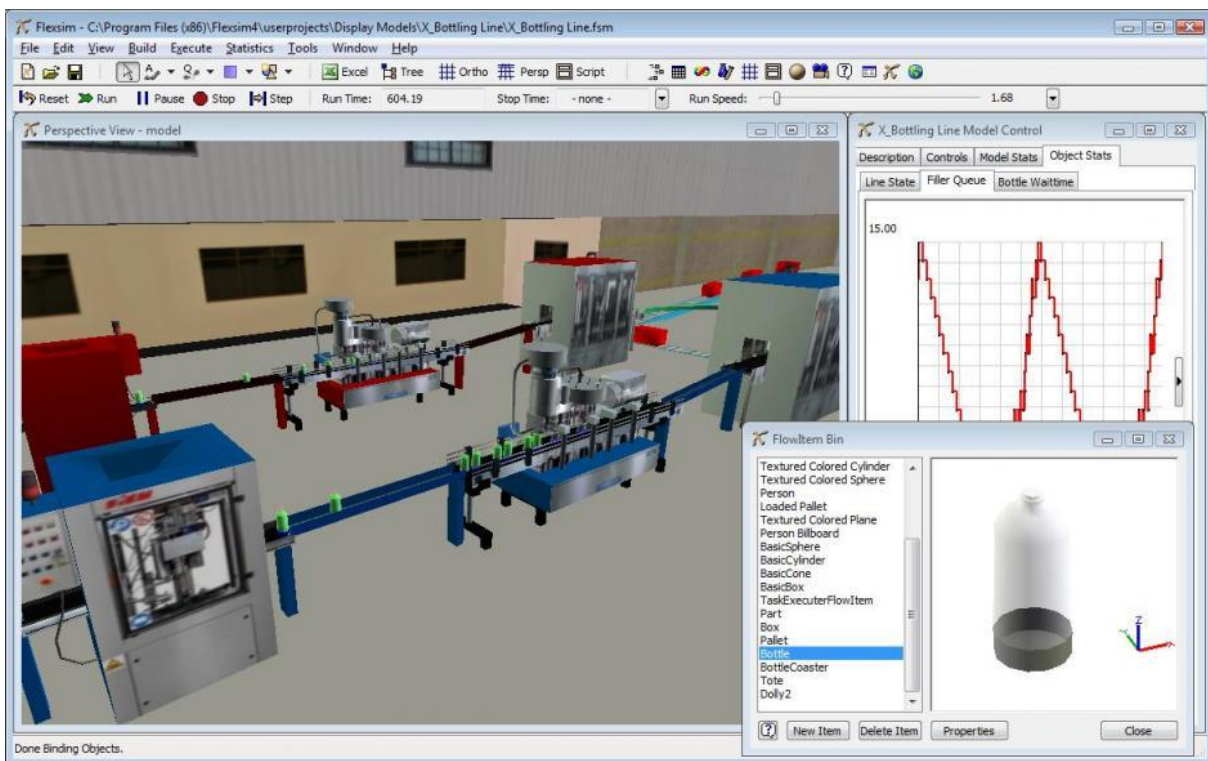 Flexsim - C:\Program Files (x86)\Flexsim4\userprojects\Display Models\X_Bottling Line\X_Bottling Line.fsm
File Edit View Build Execute Statistics Tools Window Help
Excel Tree Ortho Persp Script
Reset Run Pause Stop Step Run Time: 604.19 Stop Time: - none - Run Speed: 1.68
Perspective View - model
X_Bottling Line Model Control
Description Controls Model Stats Object Stats
Line State Filler Queue Bottle Waittime
15.00
FlowItem Bin
Textured Colored Cylinder
Textured Colored Sphere
Person
Loaded Pallet
Textured Colored Plane
Person Billboard
BasicSphere
BasicCylinder
BasicCone
BasicBox
TaskExecuterFlowItem
Part
Box
Pallet
Bottle
BottleCoaster
Tote
Dolly2
Z
New Item Delete Item Properties Close
Done Binding Objects.